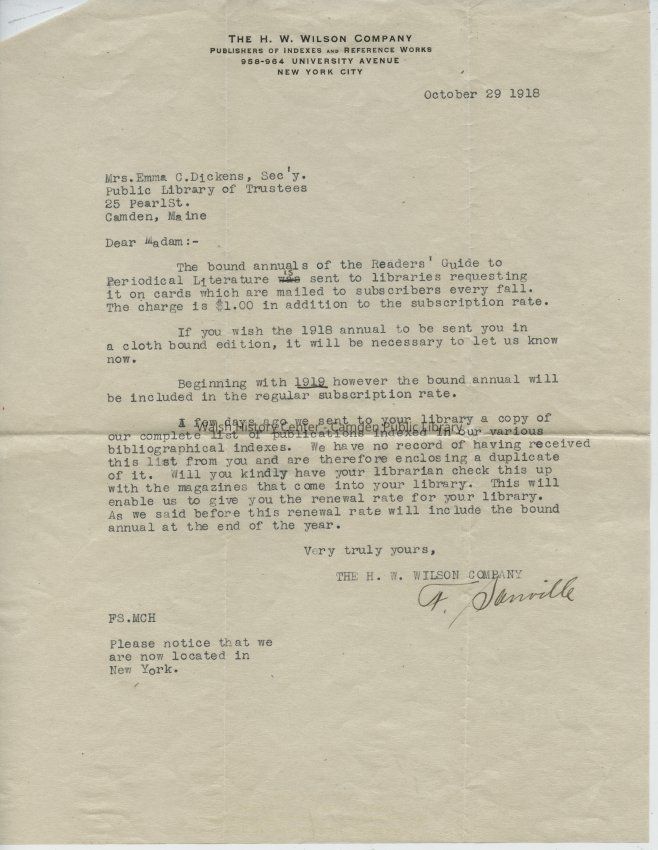 THE H. W. WILSON COMPANY
PUBLISHERS OF INDEXES AND REFERENCE WORKS
958-964 UNIVERSITY AVENUE
NEW YORK CITY
October 29 1918
Mrs.Emma C.Dickens, Sec'y.
Public Library of Trustees
25 PearlSt.
Camden, Maine
Dear Madam:-
The bound annuals of the Readers' Guide to
Periodical Literature was is sent to libraries requesting
it on cards which are mailed to subscribers every fall.
The charge is $1.00 in addition to the subscription rate.
If you wish the 1918 annual to be sent you in
a cloth bound edition, it will be necessary to let us know
now.
Beginning with 1919 however the bound annual will
be included in the regular subscription rate.
A few days ago we sent to your library a copy of
Walsh History Center - Camden Public Library
our complete list of publications indexed in our various
bibliographical indexes. We have no record of having received
this list from you and are therefore enclosing a duplicate
of it. Will you kindly have your librarian check this up
with the magazines that come into your library. This will
enable us to give you the renewal rate for your library.
As we said before this renewal rate will include the bound
annual at the end of the year.
Very truly yours,
THE H. W. WILSON COMPANY
F. Sanville
FS.MCH
Please notice that we
are now located in
New York.